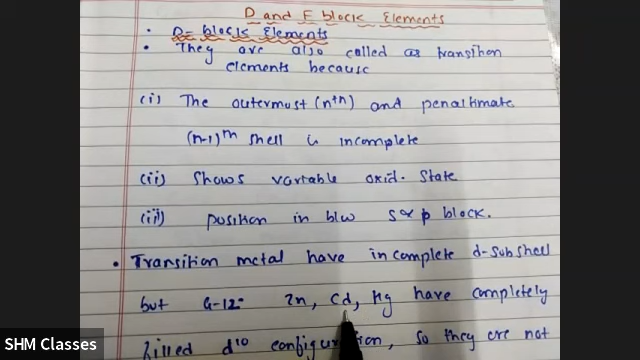 D and F block Elements
• D- block Elements
• They are also called as transition
elements because
(i) The outermost (nth) and penaltimate
(n-1)th shell is incomplete
(ii) Shows variable oxid. State
(iii) position in b/w s & p block.
• Transition metal have incomplete d-subshell
but G-12: Zn, Cd, Hg have completely
filled d10 configuration, so they are not
SHM Classes